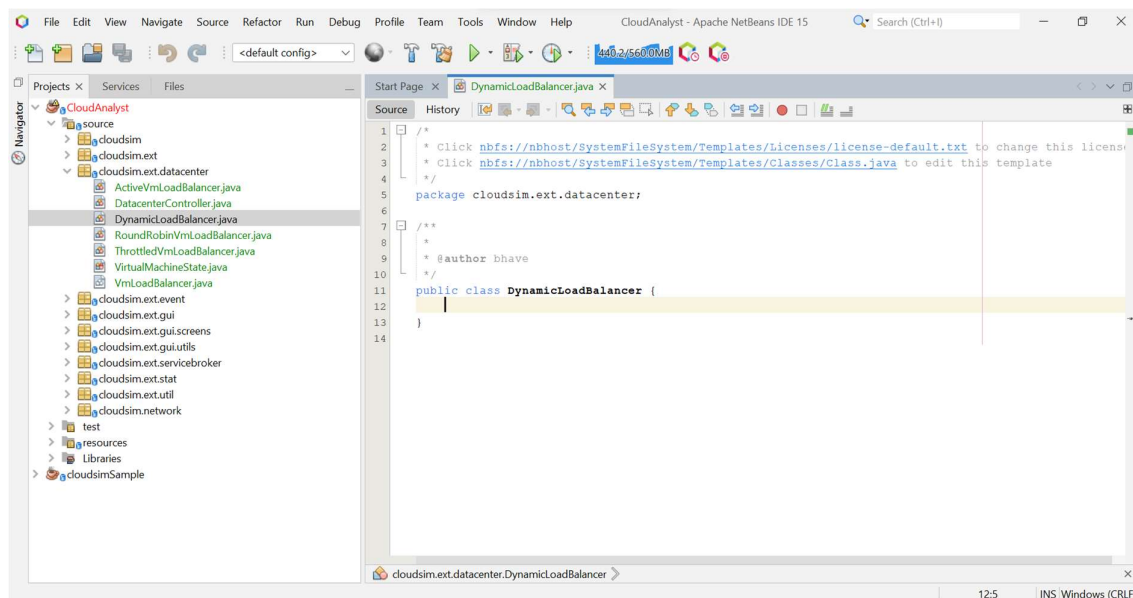 File Edit View Navigate Source Refactor Run Debug Profile Team Tools Window Help CloudAnalyst - Apache NetBeans IDE 15 Search (Ctrl+I)
<default config> 440.2/560.0MB
Projects Services Files
Navigator
CloudAnalyst
source
cloudsim
cloudsim.ext
cloudsim.ext.datacenter
ActiveVmLoadBalancer.java
DatacenterController.java
DynamicLoadBalancer.java
RoundRobinVmLoadBalancer.java
ThrottledVmLoadBalancer.java
VirtualMachineState.java
VmLoadBalancer.java
cloudsim.ext.event
cloudsim.ext.gui
cloudsim.ext.gui.screens
cloudsim.ext.gui.utils
cloudsim.ext.servicebroker
cloudsim.ext.stat
cloudsim.ext.util
cloudsim.network
test
resources
Libraries
cloudsimSample
Start Page DynamicLoadBalancer.java
Source History
1 /*
2 * Click nbfs://nbhost/SystemFileSystem/Templates/Licenses/license-default.txt to change this license
3 * Click nbfs://nbhost/SystemFileSystem/Templates/Classes/Class.java to edit this template
4 */
5 package cloudsim.ext.datacenter;
6
7 /**
8 *
9 * @author bhave
10 */
11 public class DynamicLoadBalancer {
12
13 }
14
cloudsim.ext.datacenter.DynamicLoadBalancer
12:5 INS Windows (CRLF